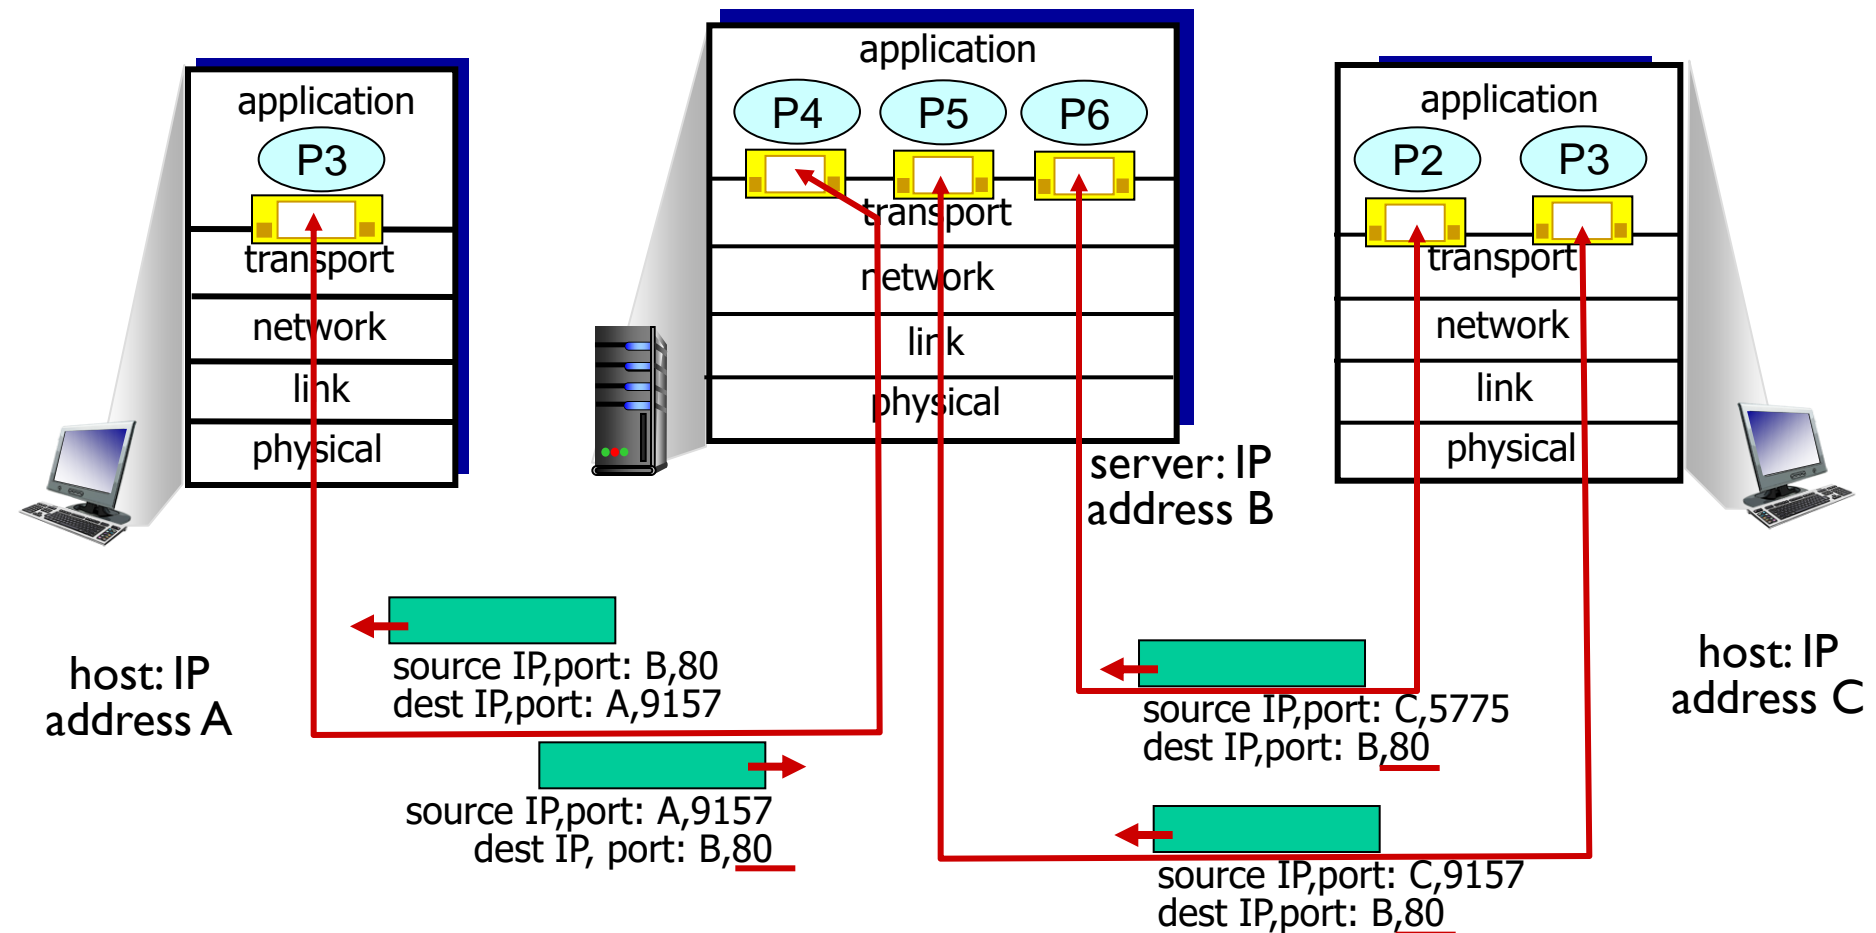 application
P3
transport
network
link
physical
host: IP
address A
application
P4 P5 P6
transport
network
link
physical
server: IP
address B
application
P2 P3
transport
network
link
physical
host: IP
address C
source IP,port: B,80
dest IP,port: A,9157
source IP,port: A,9157
dest IP, port: B,80
source IP,port: C,5775
dest IP,port: B,80
source IP,port: C,9157
dest IP,port: B,80